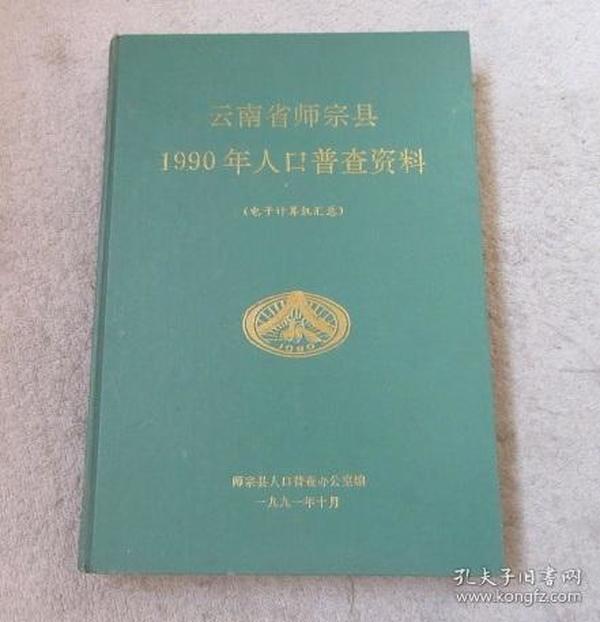 云南省师宗县
1990年人口普查资料
(电子计算机汇总)
1990
师宗县人口普查办公室编
一九九一年十月
孔夫子旧书网
www.kongfz.com